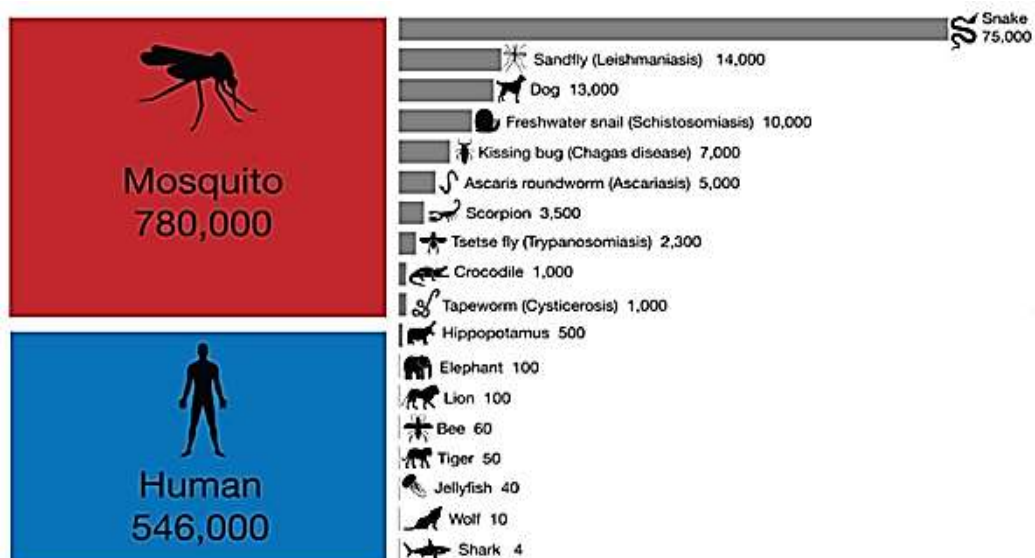 Mosquito
780,000
Human
546,000
Snake
75,000
Sandfly (Leishmaniasis) 14,000
Dog 13,000
Freshwater snail (Schistosomiasis) 10,000
Kissing bug (Chagas disease) 7,000
Ascaris roundworm (Ascariasis) 5,000
Scorpion 3,500
Tsetse fly (Trypanosomiasis) 2,300
Crocodile 1,000
Tapeworm (Cysticerosis) 1,000
Hippopotamus 500
Elephant 100
Lion 100
Bee 60
Tiger 50
Jellyfish 40
Wolf 10
Shark 4